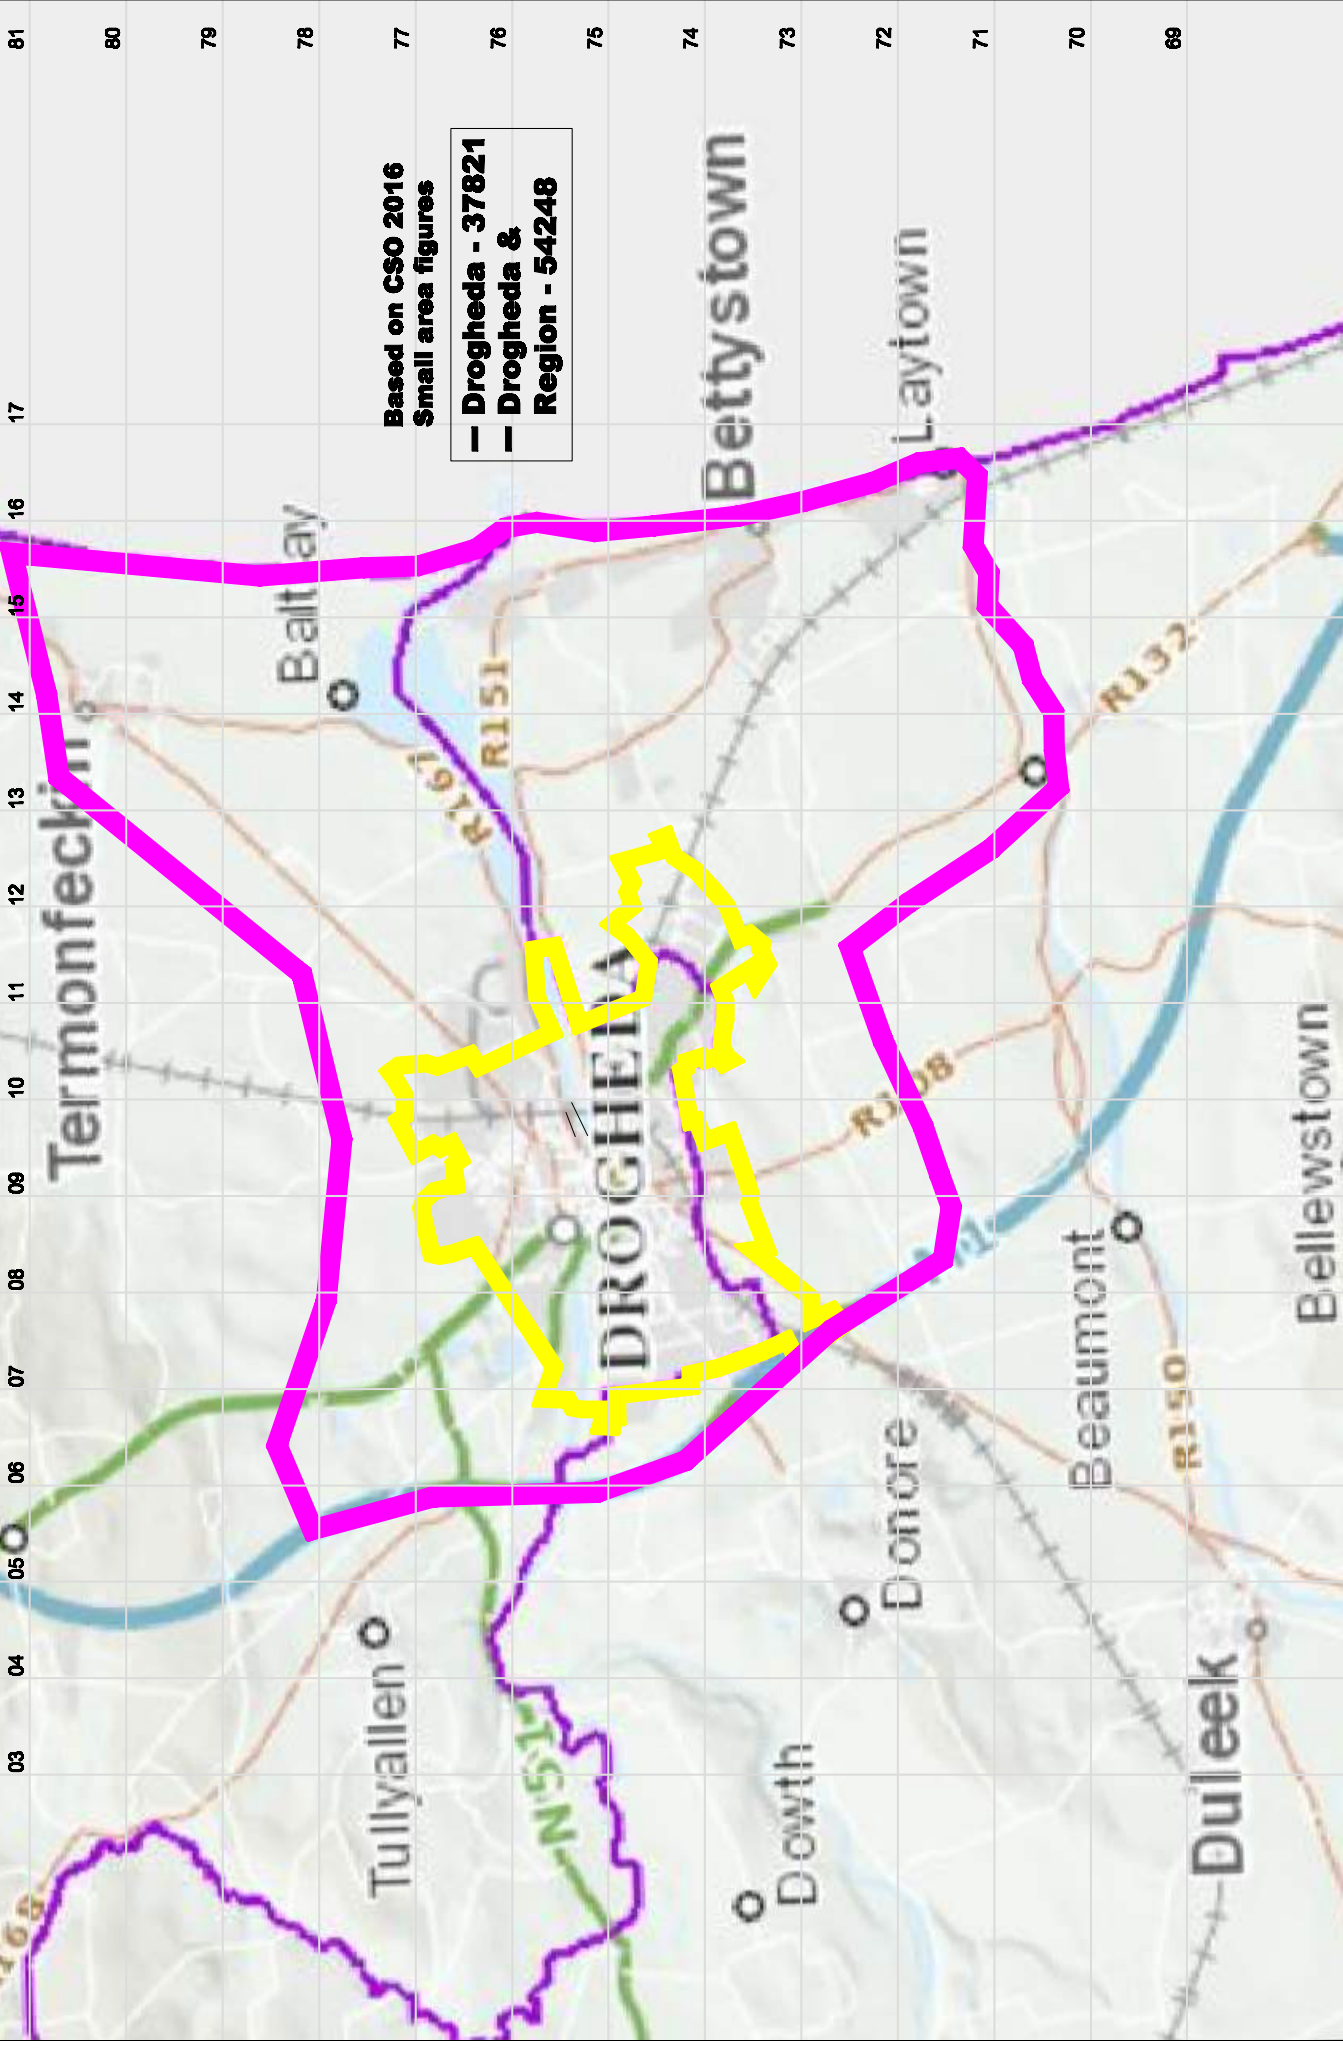 03
04
05
06
07
08
09
10
11
12
13
14
15
16
17
81
80
79
78
77
76
75
74
73
72
71
70
69
168
Termonfeckin
Baltray
Tullyallen
Based on CSO 2016
Small area figures
Drogheda - 37821
Drogheda &
Region - 54248
R167
R151
N51
DROGHEDA
Bettystown
Dowth
Donore
R108
Laytown
M1
Beaumont
R132
R150
Duleek
Bellewstown